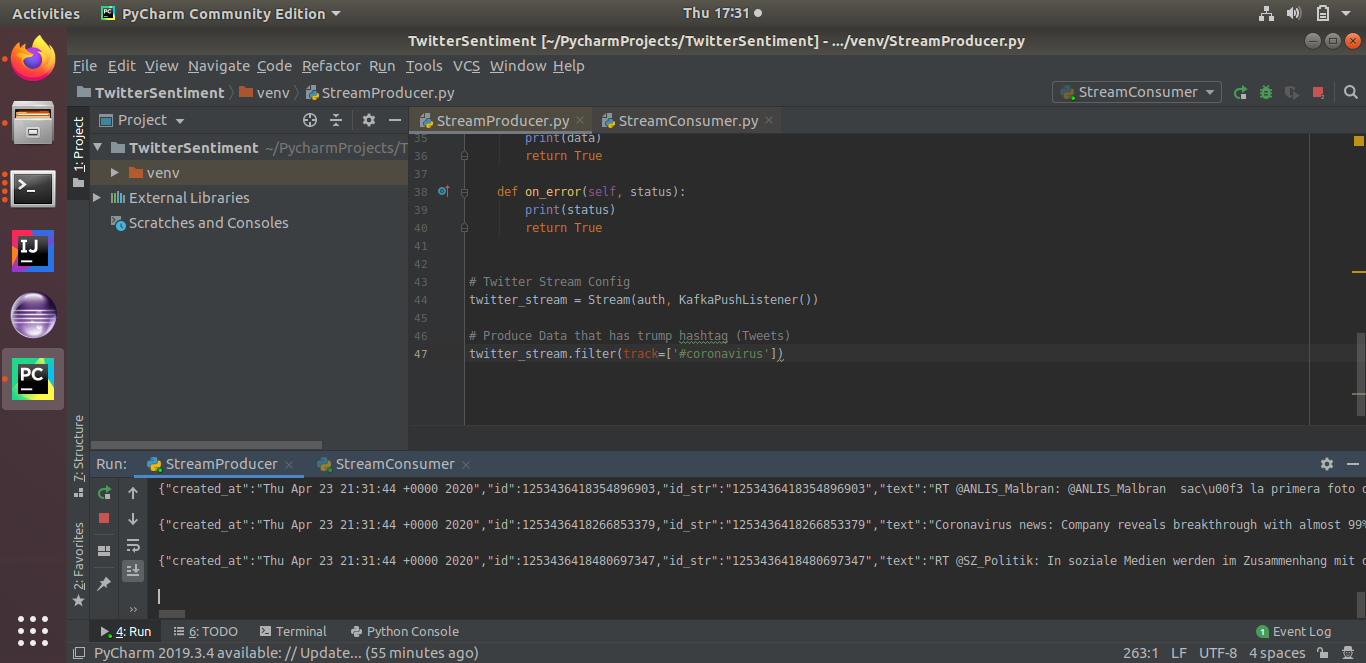 Activities PyCharm Community Edition Thu 17:31
TwitterSentiment [~/PycharmProjects/TwitterSentiment] - .../venv/StreamProducer.py
File Edit View Navigate Code Refactor Run Tools VCS Window Help
TwitterSentiment venv StreamProducer.py StreamConsumer
1: Project
Project
StreamProducer.py StreamConsumer.py
TwitterSentiment ~/PycharmProjects/T
venv
External Libraries
Scratches and Consoles
35 print(data)
36 return True
37
38 def on_error(self, status):
39 print(status)
40 return True
41
42
43 # Twitter Stream Config
44 twitter_stream = Stream(auth, KafkaPushListener())
45
46 # Produce Data that has trump hashtag (Tweets)
47 twitter_stream.filter(track=['#coronavirus'])
7: Structure
2: Favorites
Run: StreamProducer StreamConsumer
{"created_at":"Thu Apr 23 21:31:44 +0000 2020","id":1253436418354896903,"id_str":"1253436418354896903","text":"RT @ANLIS_Malbran: @ANLIS_Malbran sac\u00f3 la primera foto
{"created_at":"Thu Apr 23 21:31:44 +0000 2020","id":1253436418266853379,"id_str":"1253436418266853379","text":"Coronavirus news: Company reveals breakthrough with almost 99%
{"created_at":"Thu Apr 23 21:31:44 +0000 2020","id":1253436418480697347,"id_str":"1253436418480697347","text":"RT @SZ_Politik: In soziale Medien werden im Zusammenhang mit
4: Run 6: TODO Terminal Python Console 1 Event Log
PyCharm 2019.3.4 available: // Update... (55 minutes ago) 263:1 LF UTF-8 4 spaces